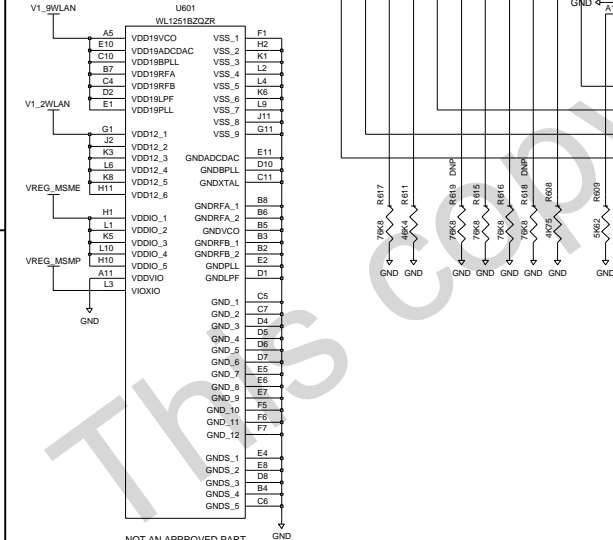 V1_9WLAN
U601
WL1251BZQZR
A5 VDD19VCO
E10 VDD19ADCDAC
C10 VDD19BPLL
B7 VDD19RFA
C4 VDD19RFB
D2 VDD19LPF
E1 VDD19PLL
V1_2WLAN
G1 VDD12_1
J2 VDD12_2
K3 VDD12_3
L6 VDD12_4
K8 VDD12_5
H11 VDD12_6
VREG_MSME
H1 VDDIO_1
L1 VDDIO_2
K5 VDDIO_3
L10 VDDIO_4
H10 VDDIO_5
VREG_MSMP
A11 VDDVIO
L3 VIOXIO
GND
VSS_1 F1
VSS_2 H2
VSS_3 K1
VSS_4 L2
VSS_5 L4
VSS_6 K6
VSS_7 L9
VSS_8 J11
VSS_9 G11
GNDADCDAC E11
GNDBPLL D10
GNDXTAL C11
GNDRFA_1 B8
GNDRFA_2 B6
GNDVCO B5
GNDRFB_1 B3
GNDRFB_2 B2
GNDPLL E2
GNDLPF D1
GND_1 C5
GND_2 C7
GND_3 D4
GND_4 D5
GND_5 D6
GND_6 D7
GND_7 E5
GND_8 E6
GND_9 E7
GND_10 F5
GND_11 F6
GND_12 F7
GNDS_1 E4
GNDS_2 E8
GNDS_3 D8
GNDS_4 B4
GNDS_5 C6
GND
NOT AN APPROVED PART
GND
R617 76K8 GND
R611 46K4 GND
DNP R619 76K8 GND
R615 76K8 GND
R616 76K8 GND
DNP R618 76K8 GND
R608 4K75 GND
R609 5K62 GND
This copy